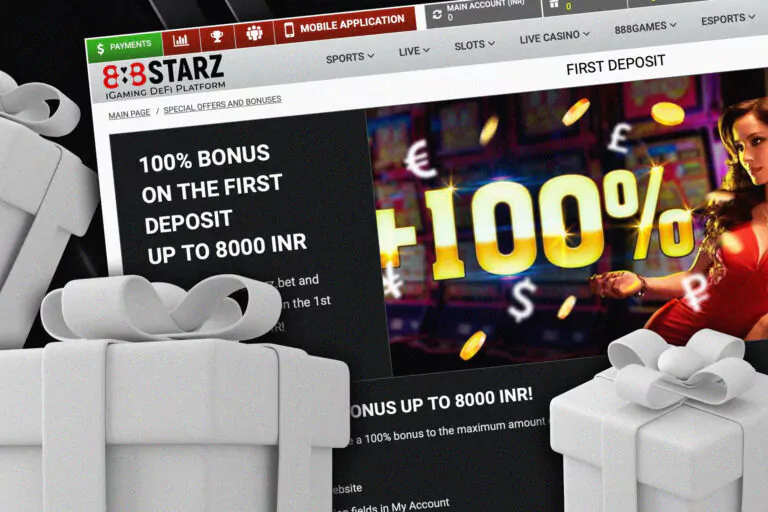 $ PAYMENTS
MOBILE APPLICATION
MAIN ACCOUNT (INR)
0
0
888STARZ
iGAMING DEFI PLATFORM
SPORTS
LIVE
SLOTS
LIVE CASINO
888GAMES
ESPORTS
MAIN PAGE / SPECIAL OFFERS AND BONUSES
FIRST DEPOSIT
100% BONUS
ON THE FIRST
DEPOSIT
UP TO 8000 INR
bet and
the 1st
+100%
€
£
¥
$
₽
UP TO 8000 INR!
a 100% bonus to the maximum amount
fields in My Account